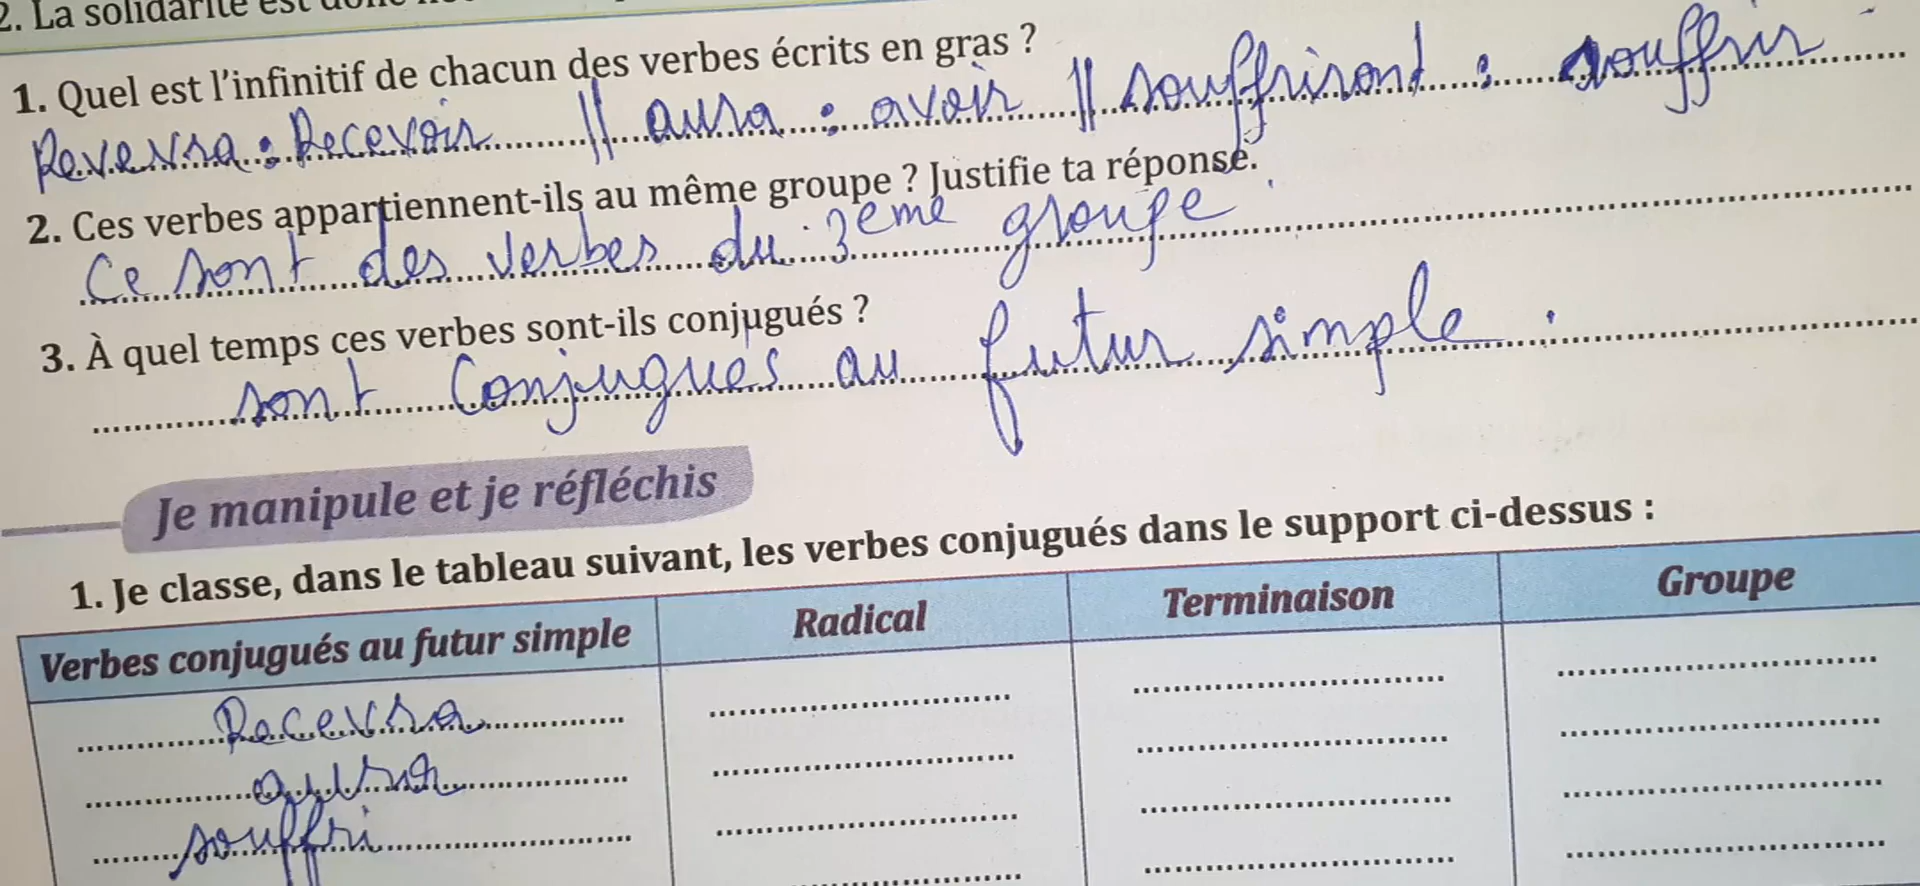 2. La solidarité est donc
1. Quel est l'infinitif de chacun des verbes écrits en gras ?
Revevra : Recevoir || aura : avoir || souffriront : souffrir
2. Ces verbes appartiennent-ils au même groupe ? Justifie ta réponse.
Ce sont des verbes du 3eme groupe
3. À quel temps ces verbes sont-ils conjugués ?
sont Conjugués au futur simple.
Je manipule et je réfléchis
1. Je classe, dans le tableau suivant, les verbes conjugués dans le support ci-dessus :
Verbes conjugués au futur simple Radical Terminaison Groupe
Recevra
aura
souffri